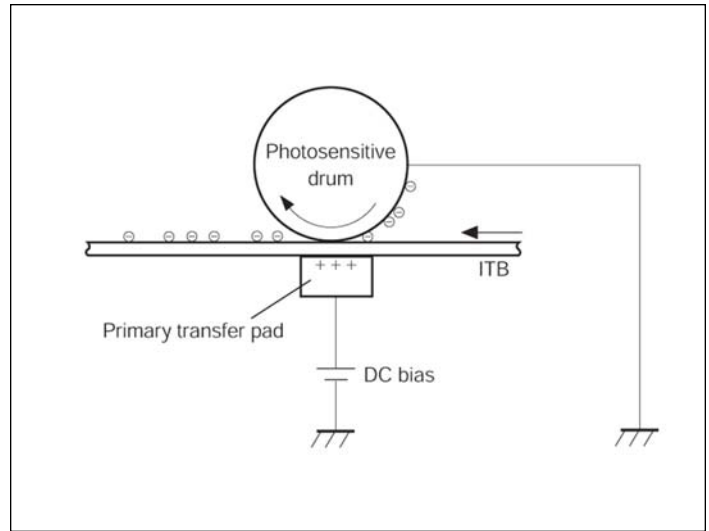 Photosensitive
drum
+ + +
ITB
Primary transfer pad
DC bias